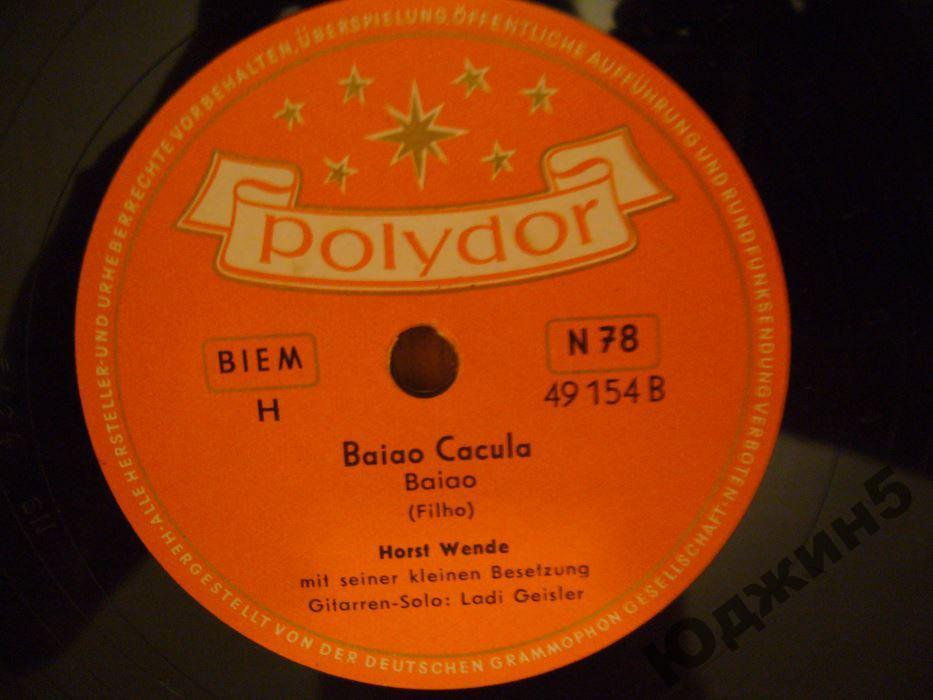 ALLE HERSTELLER- UND URHEBERRECHTE VORBEHALTEN, ÜBERSPIELUNG, ÖFFENTLICHE AUFFÜHRUNG UND RUNDFUNKSENDUNG VERBOTEN · HERGESTELLT VON DER DEUTSCHEN GRAMMOPHON GESELLSCHAFT ·
polydor
BIEM
N 78
H
49 154 B
Baiao Cacula
Baiao
(Filho)
Horst Wende
mit seiner kleinen Besetzung
Gitarren-Solo: Ladi Geisler
Юджин5